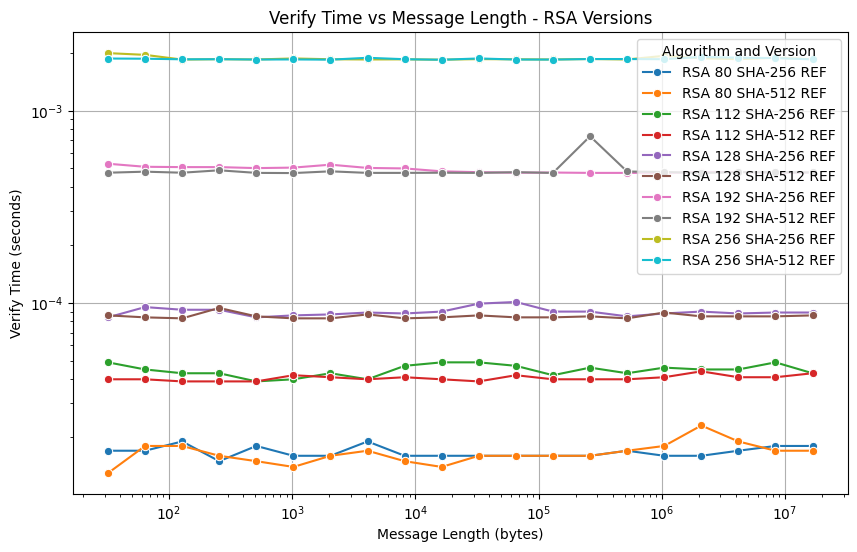 Verify Time vs Message Length - RSA Versions
Verify Time (seconds)
10⁻³
10⁻⁴
Algorithm and Version
RSA 80 SHA-256 REF
RSA 80 SHA-512 REF
RSA 112 SHA-256 REF
RSA 112 SHA-512 REF
RSA 128 SHA-256 REF
RSA 128 SHA-512 REF
RSA 192 SHA-256 REF
RSA 192 SHA-512 REF
RSA 256 SHA-256 REF
RSA 256 SHA-512 REF
10² 10³ 10⁴ 10⁵ 10⁶ 10⁷
Message Length (bytes)